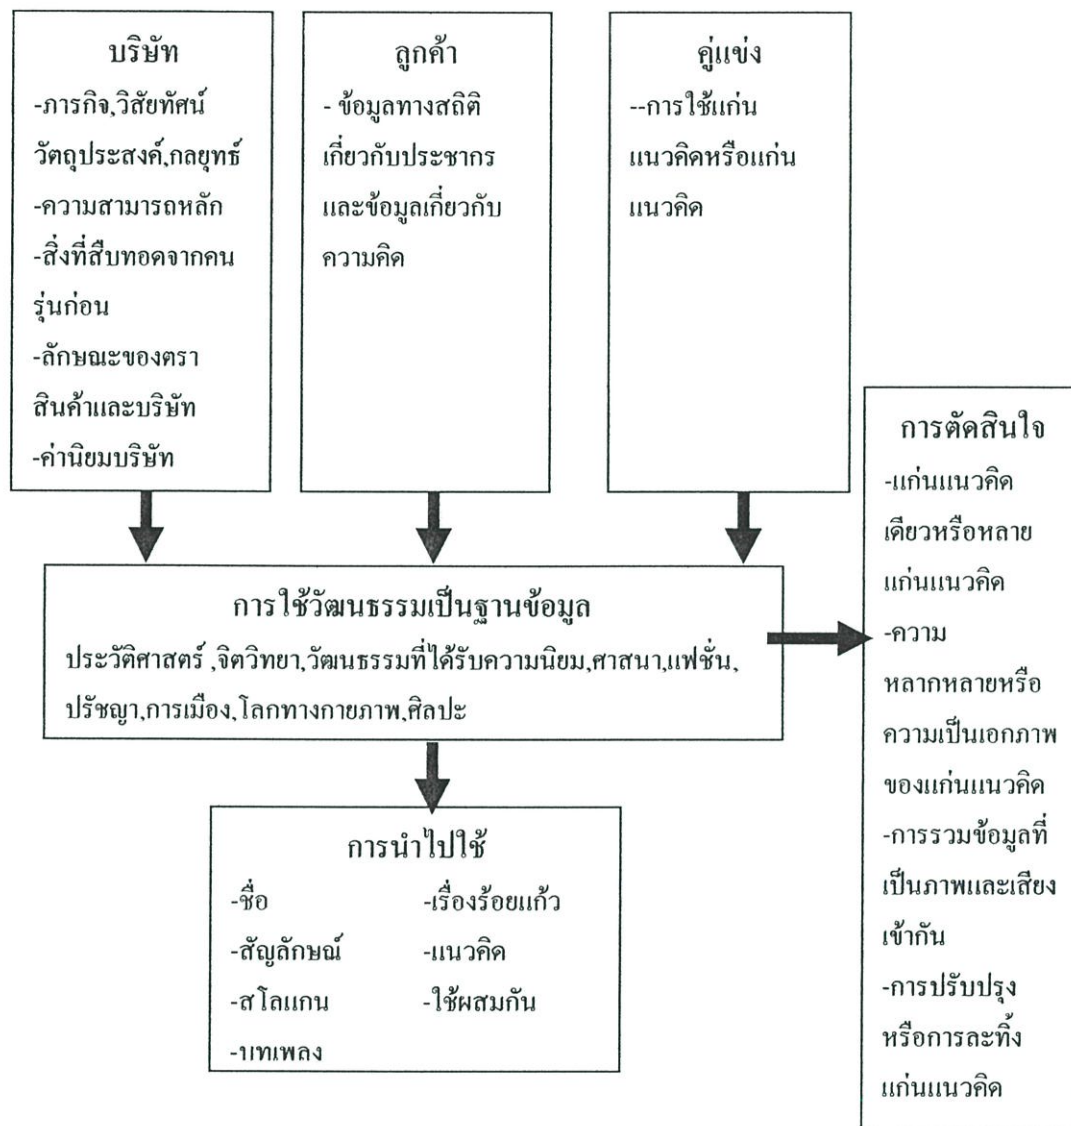 บริษัท
-ภารกิจ,วิสัยทัศน์
วัตถุประสงค์,กลยุทธ์
-ความสามารถหลัก
-สิ่งที่สืบทอดจากคน
รุ่นก่อน
-ลักษณะของตรา
สินค้าและบริษัท
-ค่านิยมบริษัท
ลูกค้า
- ข้อมูลทางสถิติ
เกี่ยวกับประชากร
และข้อมูลเกี่ยวกับ
ความคิด
คู่แข่ง
--การใช้แก่น
แนวคิดหรือแก่น
แนวคิด
การใช้วัฒนธรรมเป็นฐานข้อมูล
ประวัติศาสตร์ ,จิตวิทยา,วัฒนธรรมที่ได้รับความนิยม,ศาสนา,แฟชั่น,
ปรัชญา,การเมือง,โลกทางกายภาพ,ศิลปะ
การตัดสินใจ
-แก่นแนวคิด
เดียวหรือหลาย
แก่นแนวคิด
-ความ
หลากหลายหรือ
ความเป็นเอกภาพ
ของแก่นแนวคิด
-การรวมข้อมูลที่
เป็นภาพและเสียง
เข้ากัน
-การปรับปรุง
หรือการละทิ้ง
แก่นแนวคิด
การนำไปใช้
-ชื่อ
-สัญลักษณ์
-สโลแกน
-บทเพลง
-เรื่องร้อยแก้ว
-แนวคิด
-ใช้ผสมกัน